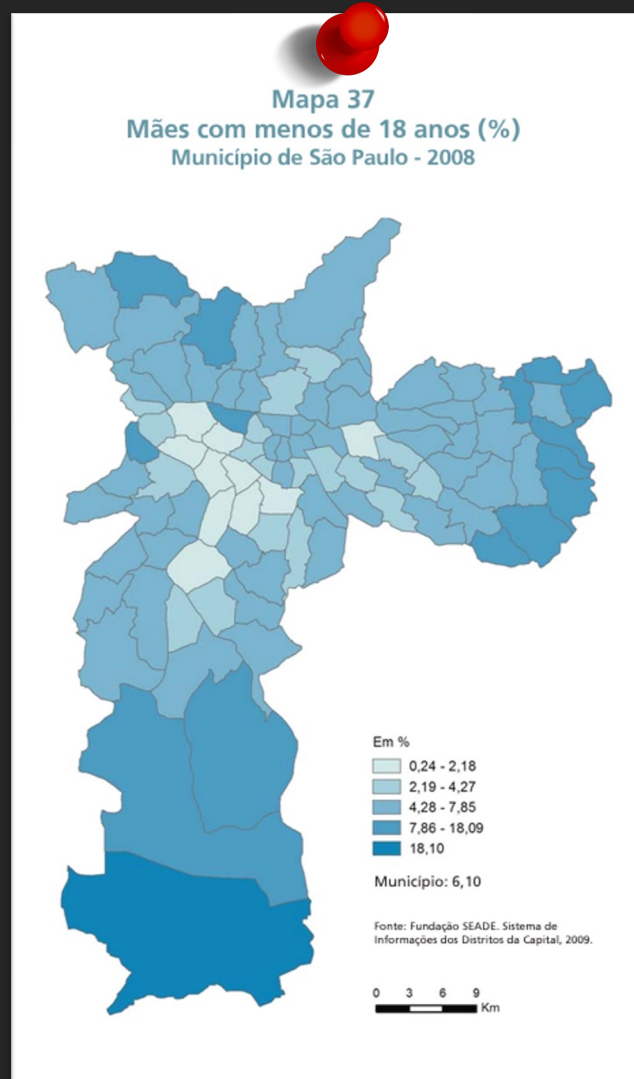 Mapa 37
Mães com menos de 18 anos (%)
Município de São Paulo - 2008
Em %
0,24 - 2,18
2,19 - 4,27
4,28 - 7,85
7,86 - 18,09
18,10
Município: 6,10
Fonte: Fundação SEADE. Sistema de
Informações dos Distritos da Capital, 2009.
0 3 6 9
Km